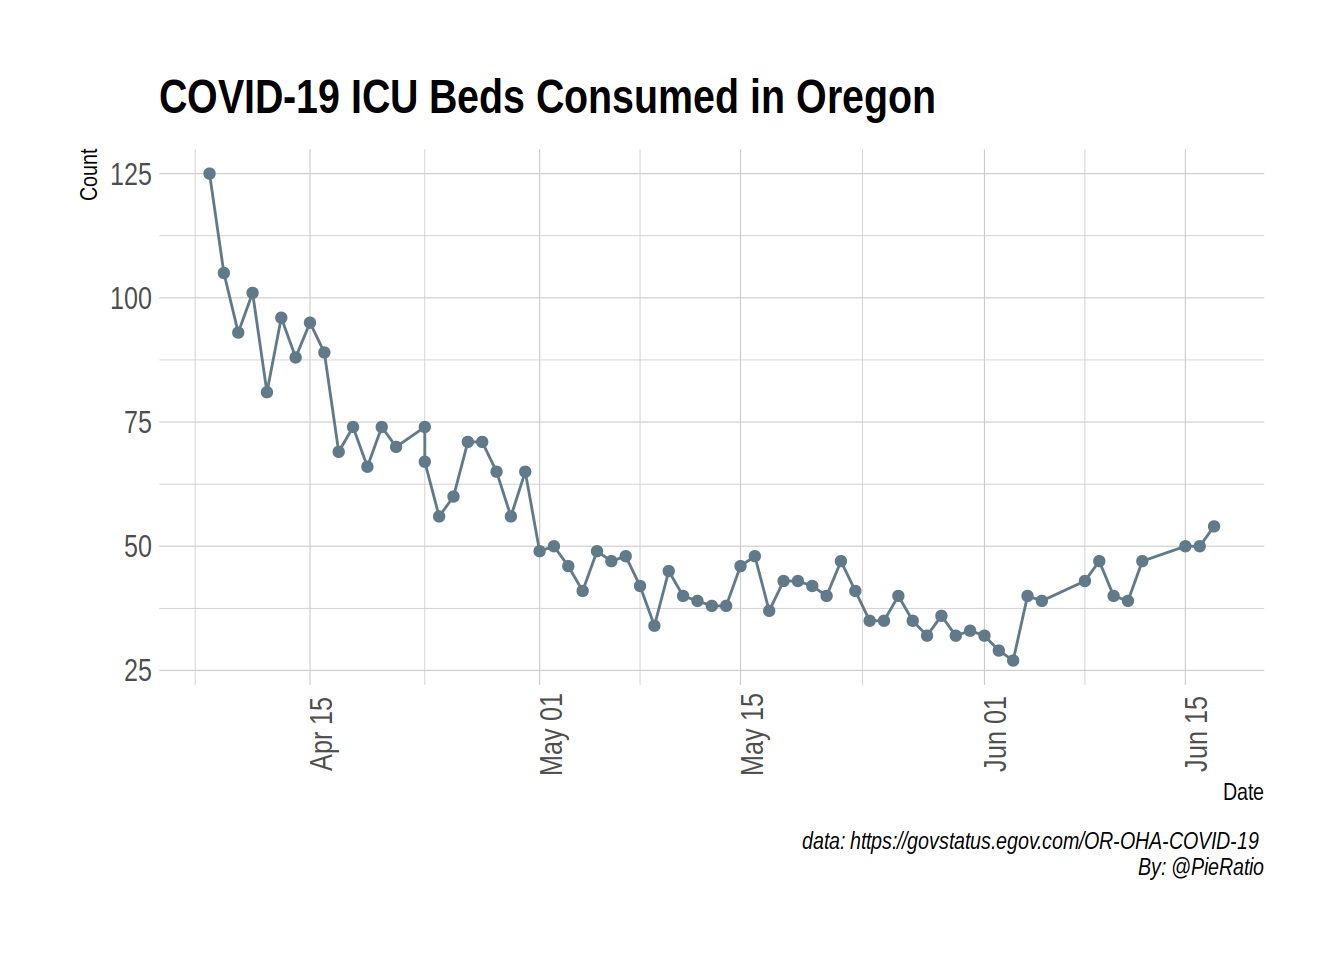 COVID-19 ICU Beds Consumed in Oregon
Count
125
100
75
50
25
Apr 15
May 01
May 15
Jun 01
Jun 15
Date
data: https://govstatus.egov.com/OR-OHA-COVID-19
By: @PieRatio